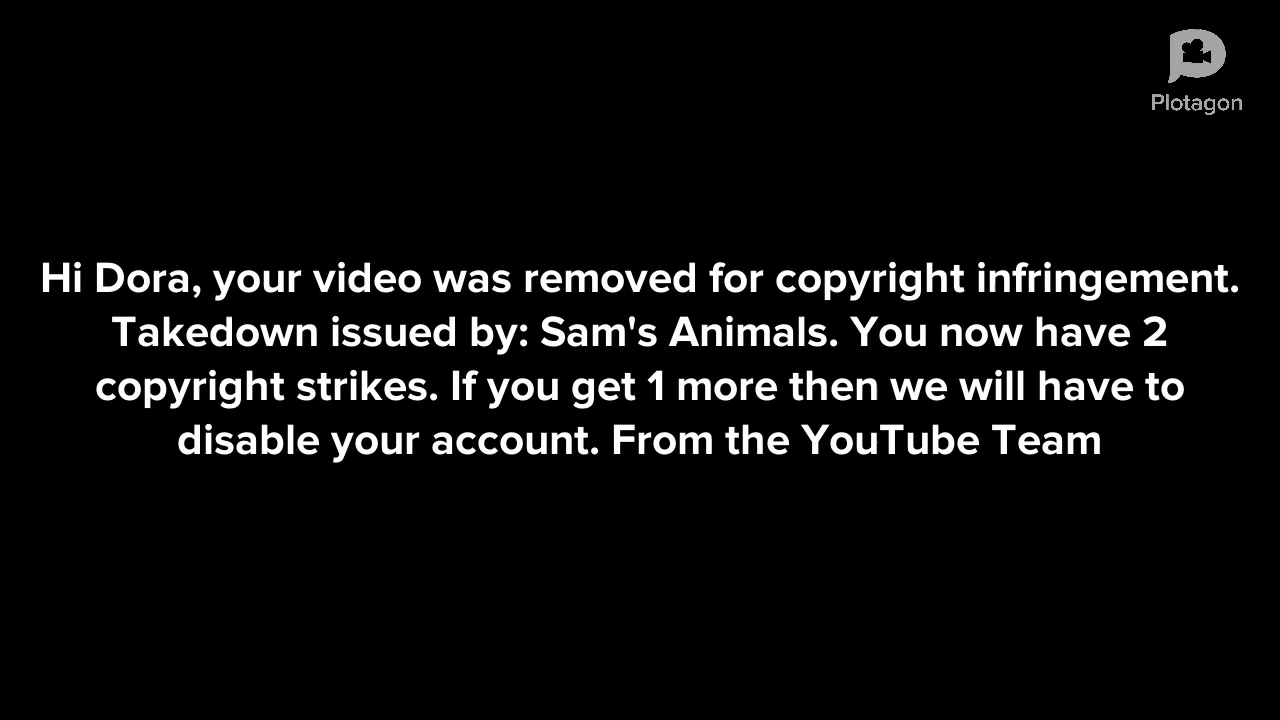 Plotagon
Hi Dora, your video was removed for copyright infringement.
Takedown issued by: Sam's Animals. You now have 2
copyright strikes. If you get 1 more then we will have to
disable your account. From the YouTube Team